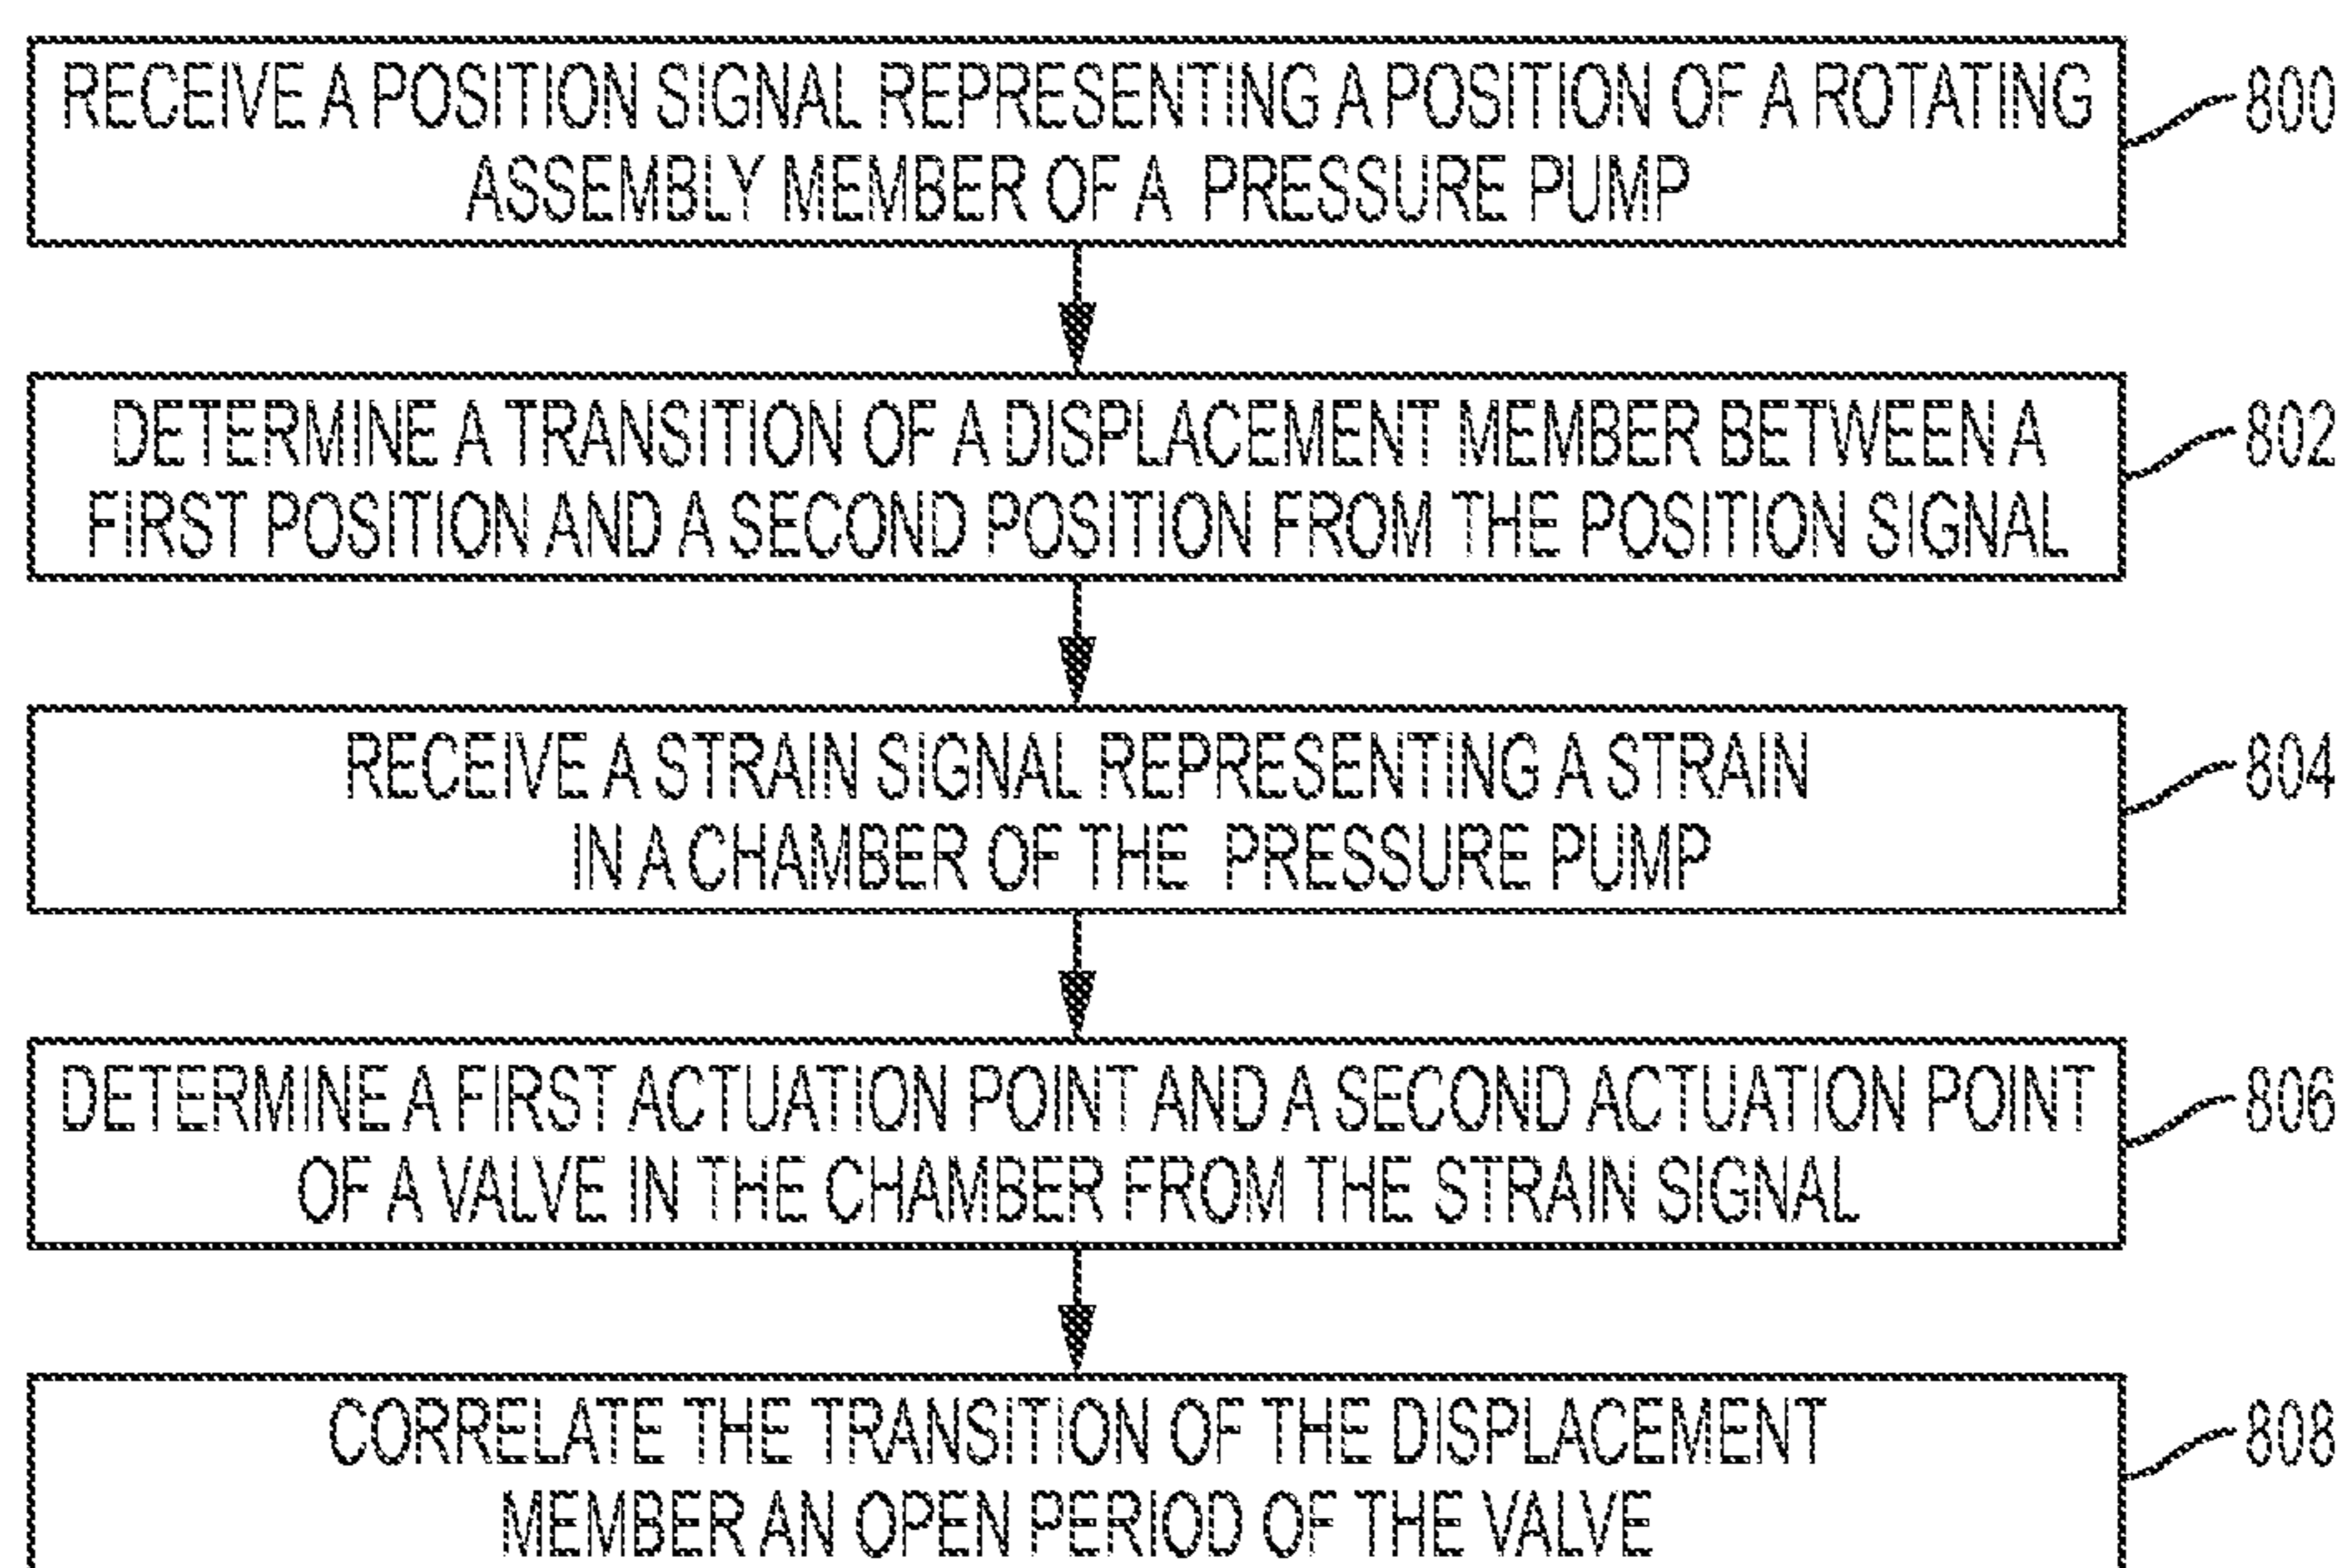 RECEIVE A POSITION SIGNAL REPRESENTING A POSITION OF A ROTATING
ASSEMBLY MEMBER OF A PRESSURE PUMP
800
DETERMINE A TRANSITION OF A DISPLACEMENT MEMBER BETWEEN A
FIRST POSITION AND A SECOND POSITION FROM THE POSITION SIGNAL
802
RECEIVE A STRAIN SIGNAL REPRESENTING A STRAIN
IN A CHAMBER OF THE PRESSURE PUMP
804
DETERMINE A FIRST ACTUATION POINT AND A SECOND ACTUATION POINT
OF A VALVE IN THE CHAMBER FROM THE STRAIN SIGNAL
806
CORRELATE THE TRANSITION OF THE DISPLACEMENT
MEMBER AN OPEN PERIOD OF THE VALVE
808